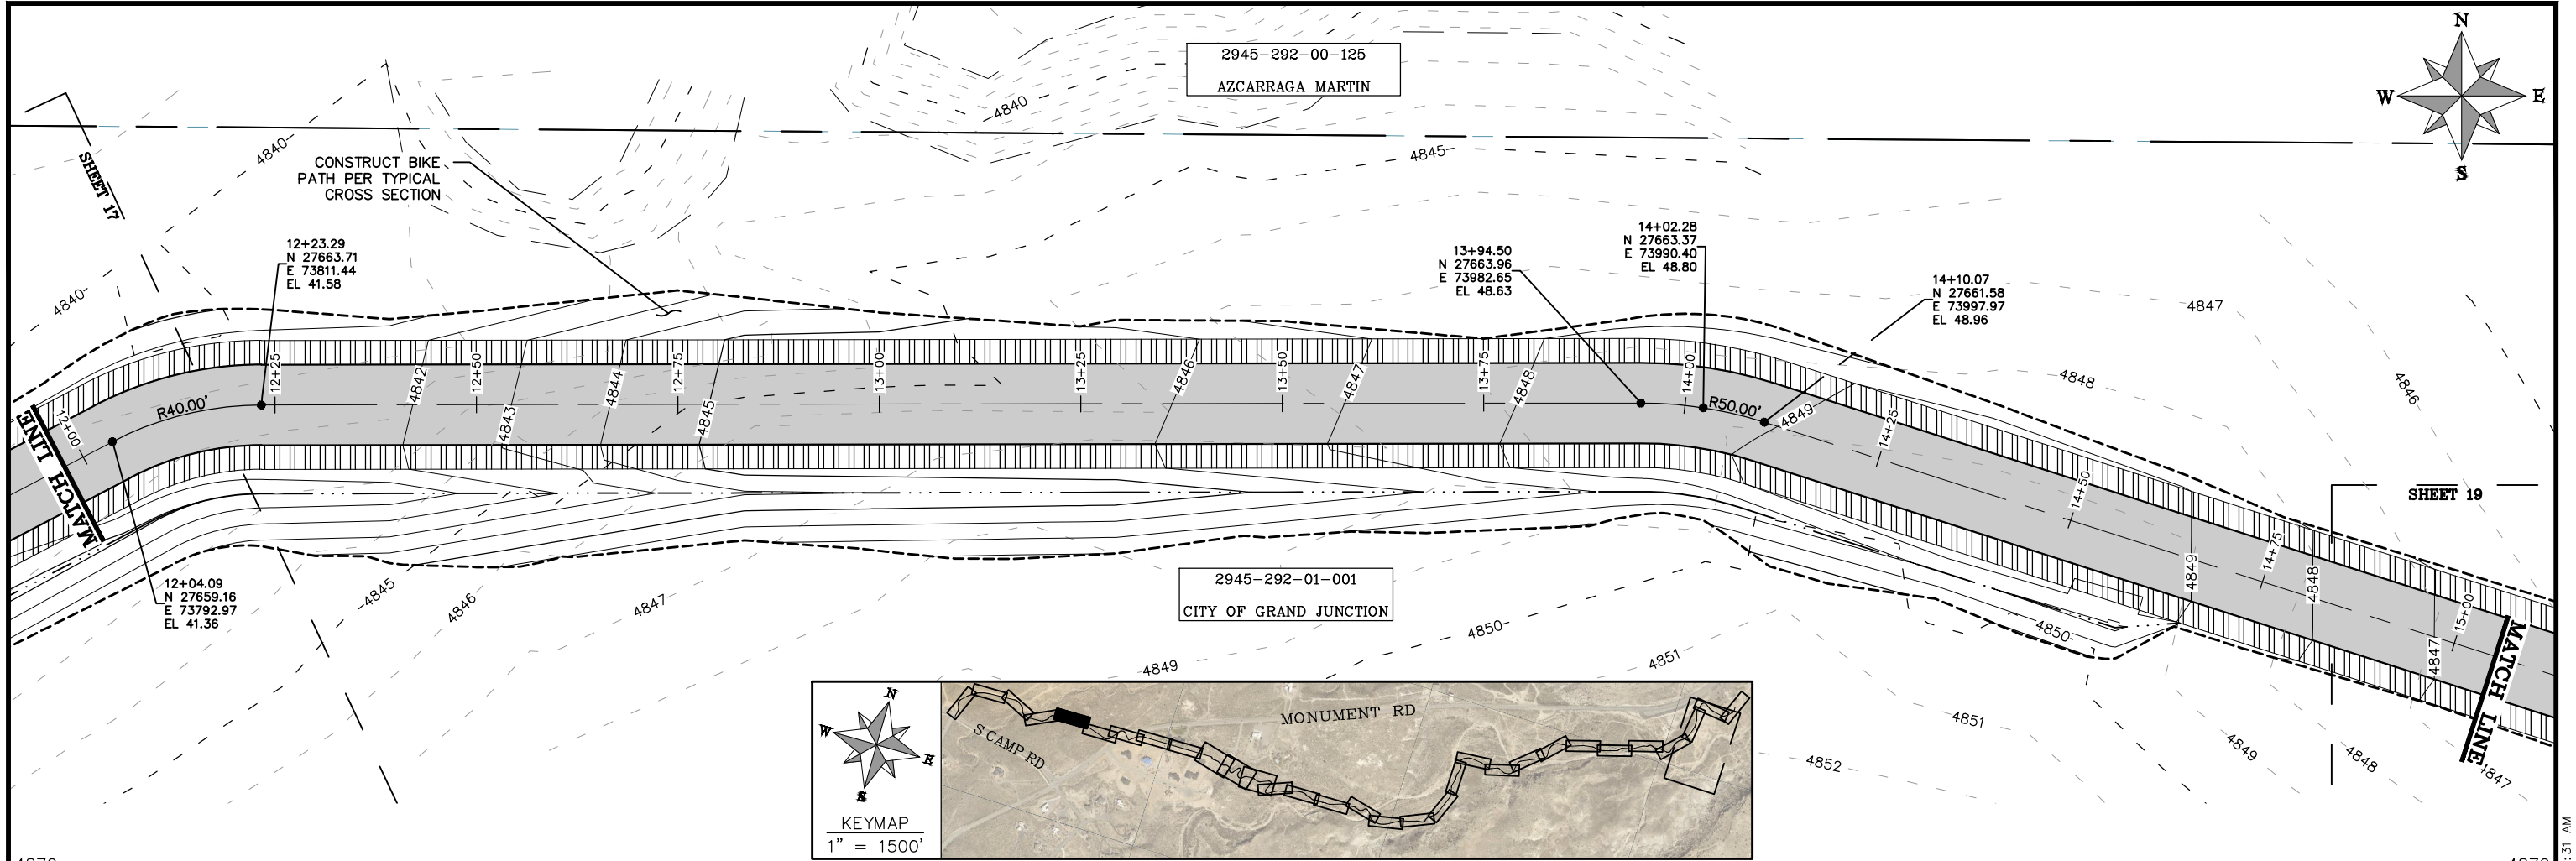 2945-292-00-125
AZCARRAGA MARTIN
N
W
E
S
4840
4840
4845
SHEET 17
CONSTRUCT BIKE
PATH PER TYPICAL
CROSS SECTION
12+23.29
N 27663.71
E 73811.44
EL 41.58
13+94.50
N 27663.96
E 73982.65
EL 48.63
14+02.28
N 27663.37
E 73990.40
EL 48.80
14+10.07
N 27661.58
E 73997.97
EL 48.96
4840
4847
4848
4846
12+00
12+25
12+50
12+75
13+00
13+25
13+50
13+75
14+00
14+25
14+50
14+75
15+00
R40.00'
R50.00'
4842
4843
4844
4845
4846
4847
4848
4849
4849
4848
4847
MATCH LINE
MATCH LINE
SHEET 19
12+04.09
N 27659.16
E 73792.97
EL 41.36
4845
4846
4847
2945-292-01-001
CITY OF GRAND JUNCTION
4849
4850
4851
4850
4851
4852
4849
4848
4847
N
W
E
S
KEYMAP
1" = 1500'
S CAMP RD
MONUMENT RD